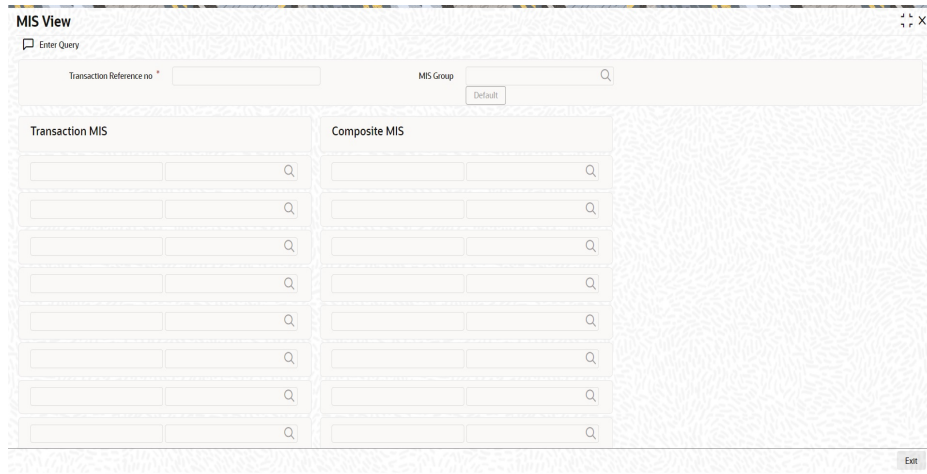 MIS View
Enter Query
Transaction Reference no * MIS Group
Default
Transaction MIS Composite MIS
Exit